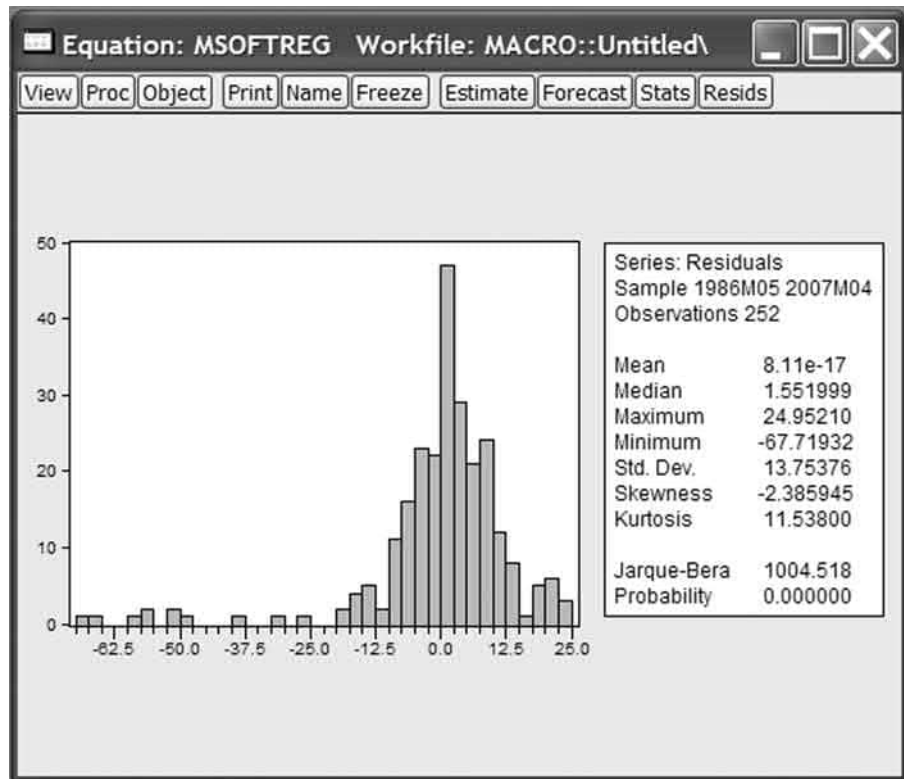 Equation: MSOFTREG Workfile: MACRO::Untitled\
View Proc Object Print Name Freeze Estimate Forecast Stats Resids
50
40
30
20
10
0
-62.5 -50.0 -37.5 -25.0 -12.5 0.0 12.5 25.0
Series: Residuals
Sample 1986M05 2007M04
Observations 252
Mean 8.11e-17
Median 1.551999
Maximum 24.95210
Minimum -67.71932
Std. Dev. 13.75376
Skewness -2.385945
Kurtosis 11.53800
Jarque-Bera 1004.518
Probability 0.000000